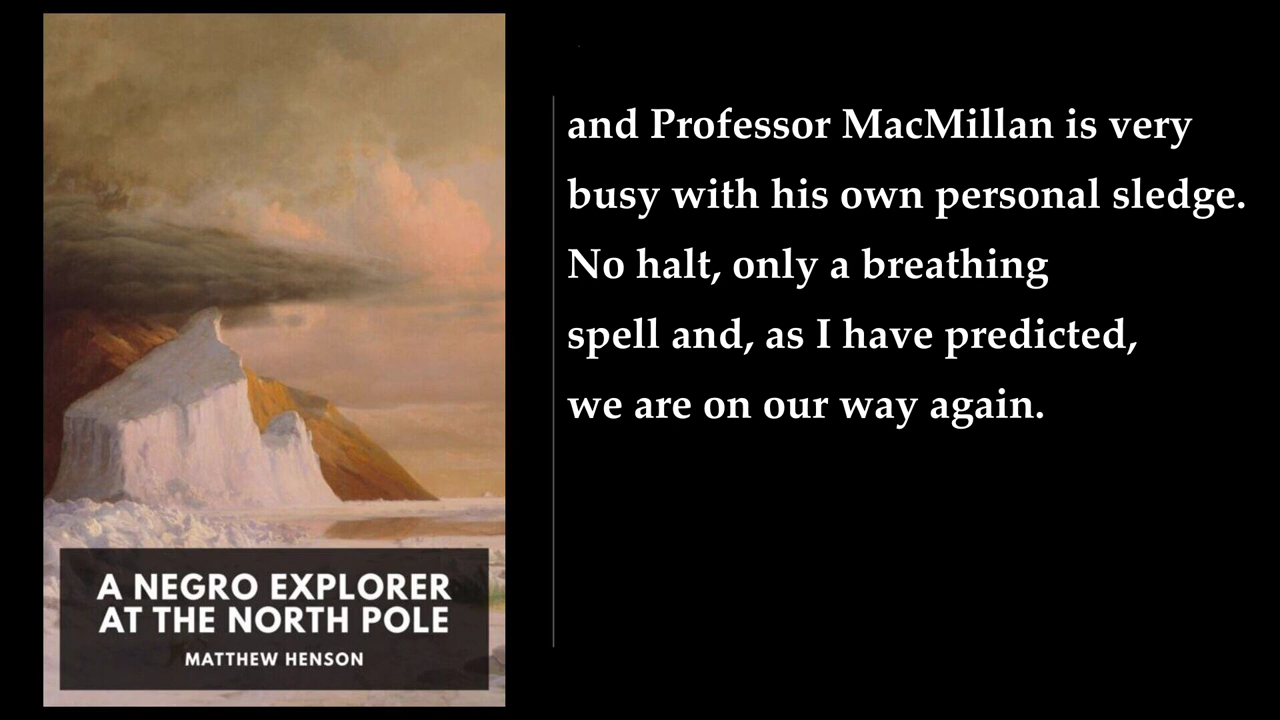 and Professor MacMillan is very
busy with his own personal sledge.
No halt, only a breathing
spell and, as I have predicted,
we are on our way again.
A NEGRO EXPLORER
AT THE NORTH POLE
MATTHEW HENSON